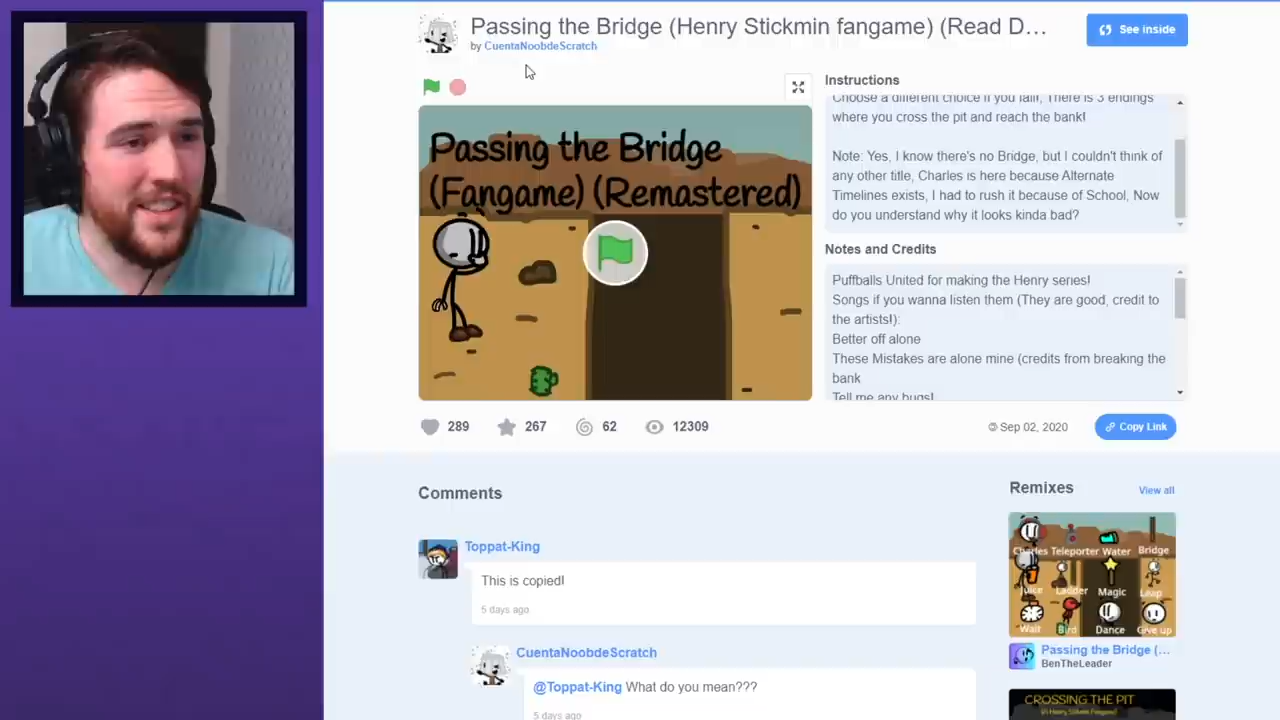 Passing the Bridge (Henry Stickmin fangame) (Read D...
by CuentaNoobdeScratch
See inside
Passing the Bridge
(Fangame) (Remastered)
Instructions
Choose a different choice if you fail!, There is 3 endings
where you cross the pit and reach the bank!
Note: Yes, I know there's no Bridge, but I couldn't think of
any other title, Charles is here because Alternate
Timelines exists, I had to rush it because of School, Now
do you understand why it looks kinda bad?
Notes and Credits
Puffballs United for making the Henry series!
Songs if you wanna listen them (They are good, credit to
the artists!):
Better off alone
These Mistakes are alone mine (credits from breaking the
bank
Tell me any bugs!
289
267
62
12309
© Sep 02, 2020
Copy Link
Comments
Toppat-King
This is copied!
5 days ago
CuentaNoobdeScratch
@Toppat-King What do you mean???
5 days ago
Remixes
View all
Charles Teleporter Water Bridge
Juice Ladder Magic Leap
Wait Bird Dance Give up
Passing the Bridge (...
BenTheLeader
CROSSING THE PIT